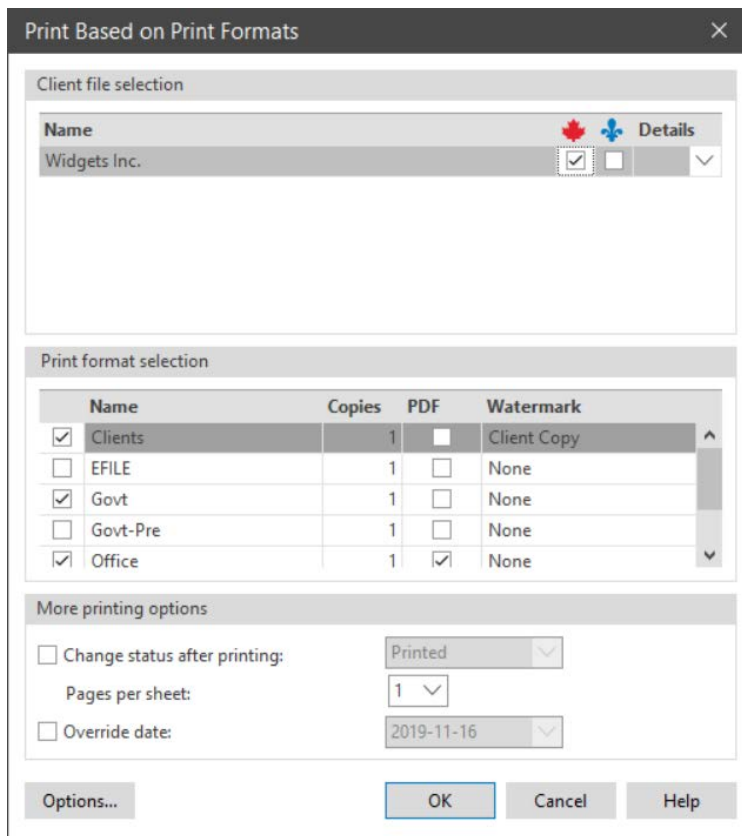 Print Based on Print Formats
Client file selection
Name Details
Widgets Inc.
Print format selection
Name Copies PDF Watermark
Clients 1 Client Copy
EFILE 1 None
Govt 1 None
Govt-Pre 1 None
Office 1 None
More printing options
Change status after printing: Printed
Pages per sheet: 1
Override date: 2019-11-16
Options... OK Cancel Help